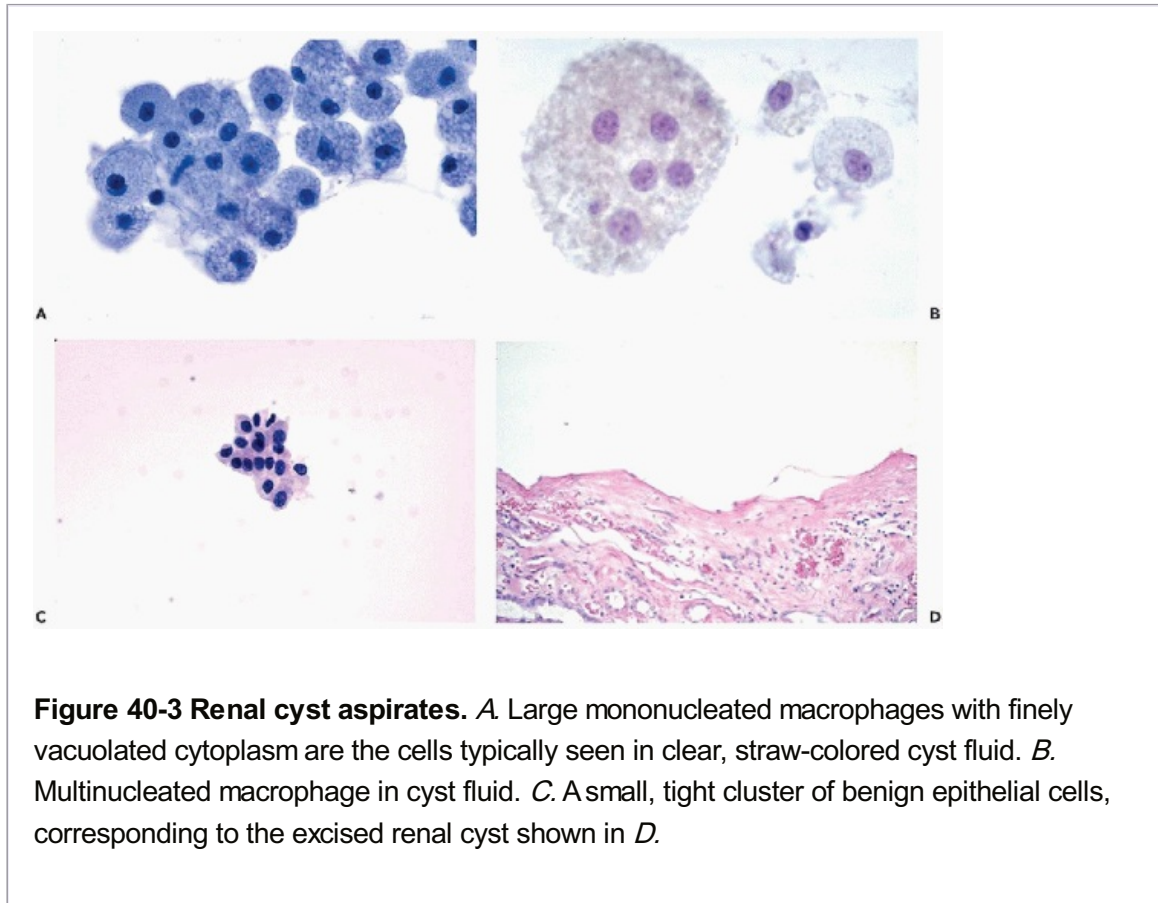 A
B
C
D
Figure 40-3 Renal cyst aspirates. A. Large mononucleated macrophages with finely
vacuolated cytoplasm are the cells typically seen in clear, straw-colored cyst fluid. B.
Multinucleated macrophage in cyst fluid. C. A small, tight cluster of benign epithelial cells,
corresponding to the excised renal cyst shown in D.